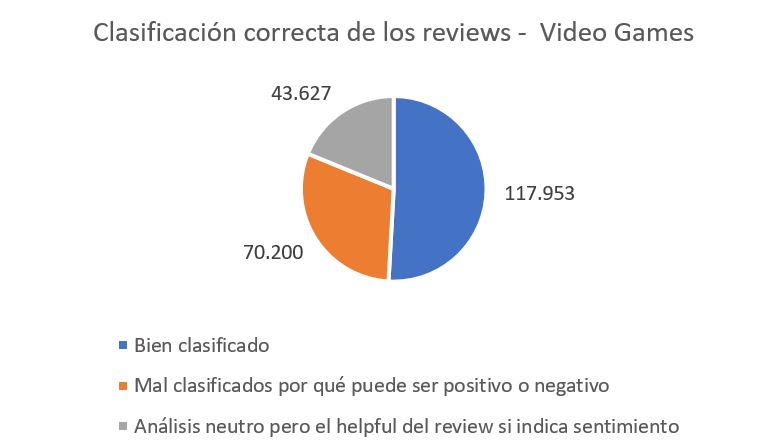 Clasificación correcta de los reviews - Video Games
43.627
117.953
70.200
Bien clasificado
Mal clasificados por qué puede ser positivo o negativo
Análisis neutro pero el helpful del review si indica sentimiento